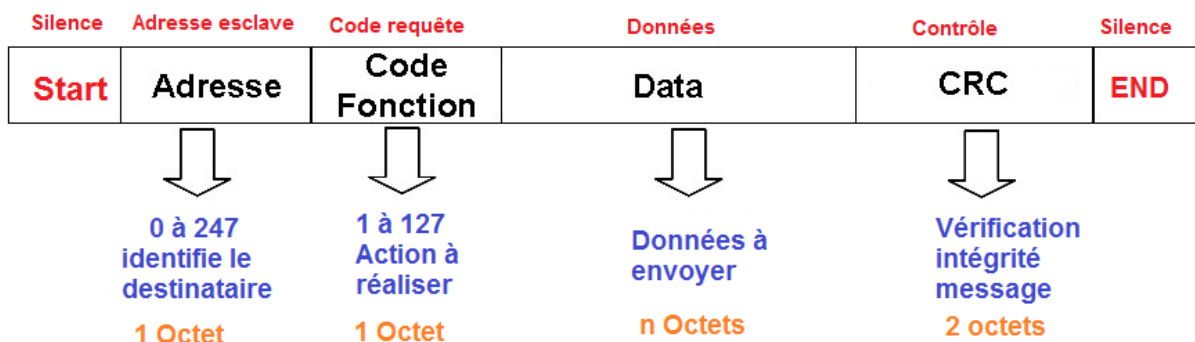 Silence Adresse esclave Code requête Données Contrôle Silence
Start Adresse Code Fonction Data CRC END
0 à 247
identifie le
destinataire
1 Octet
1 à 127
Action à
réaliser
1 Octet
Données à
envoyer
n Octets
Vérification
intégrité
message
2 octets